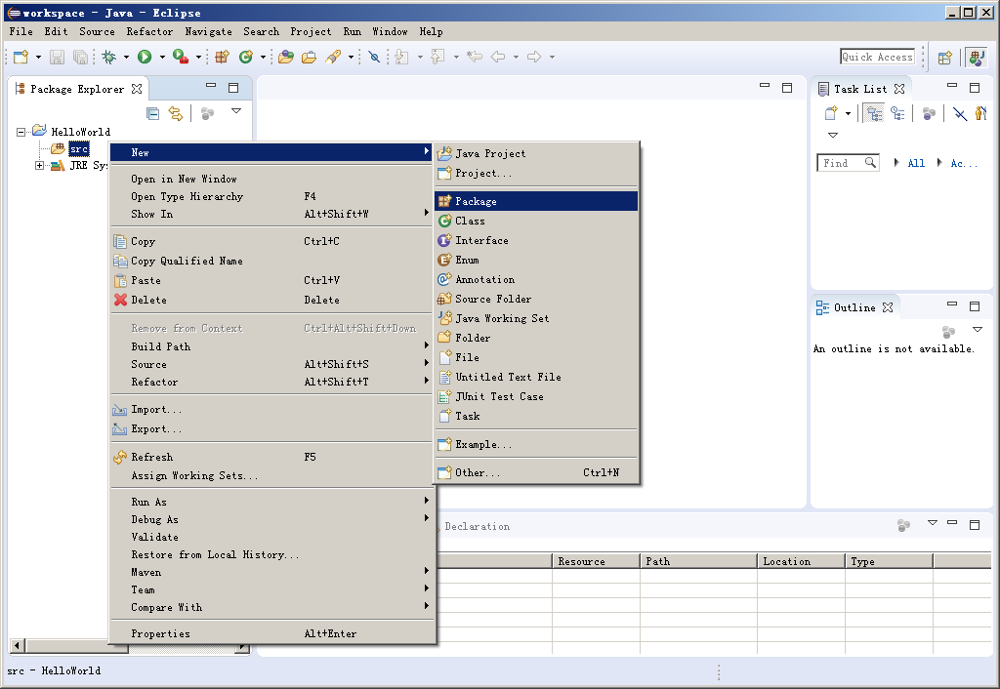 workspace - Java - Eclipse
File Edit Source Refactor Navigate Search Project Run Window Help
Quick Access
Package Explorer
HelloWorld
src
JRE Sy
New
Open in New Window
Open Type Hierarchy F4
Show In Alt+Shift+W
Copy Ctrl+C
Copy Qualified Name
Paste Ctrl+V
Delete Delete
Remove from Context Ctrl+Alt+Shift+Down
Build Path
Source Alt+Shift+S
Refactor Alt+Shift+T
Import...
Export...
Refresh F5
Assign Working Sets...
Run As
Debug As
Validate
Restore from Local History...
Maven
Team
Compare With
Properties Alt+Enter
Java Project
Project...
Package
Class
Interface
Enum
Annotation
Source Folder
Java Working Set
Folder
File
Untitled Text File
JUnit Test Case
Task
Example...
Other... Ctrl+N
Task List
Find All Ac...
Outline
An outline is not available.
Declaration
Resource Path Location Type
src - HelloWorld